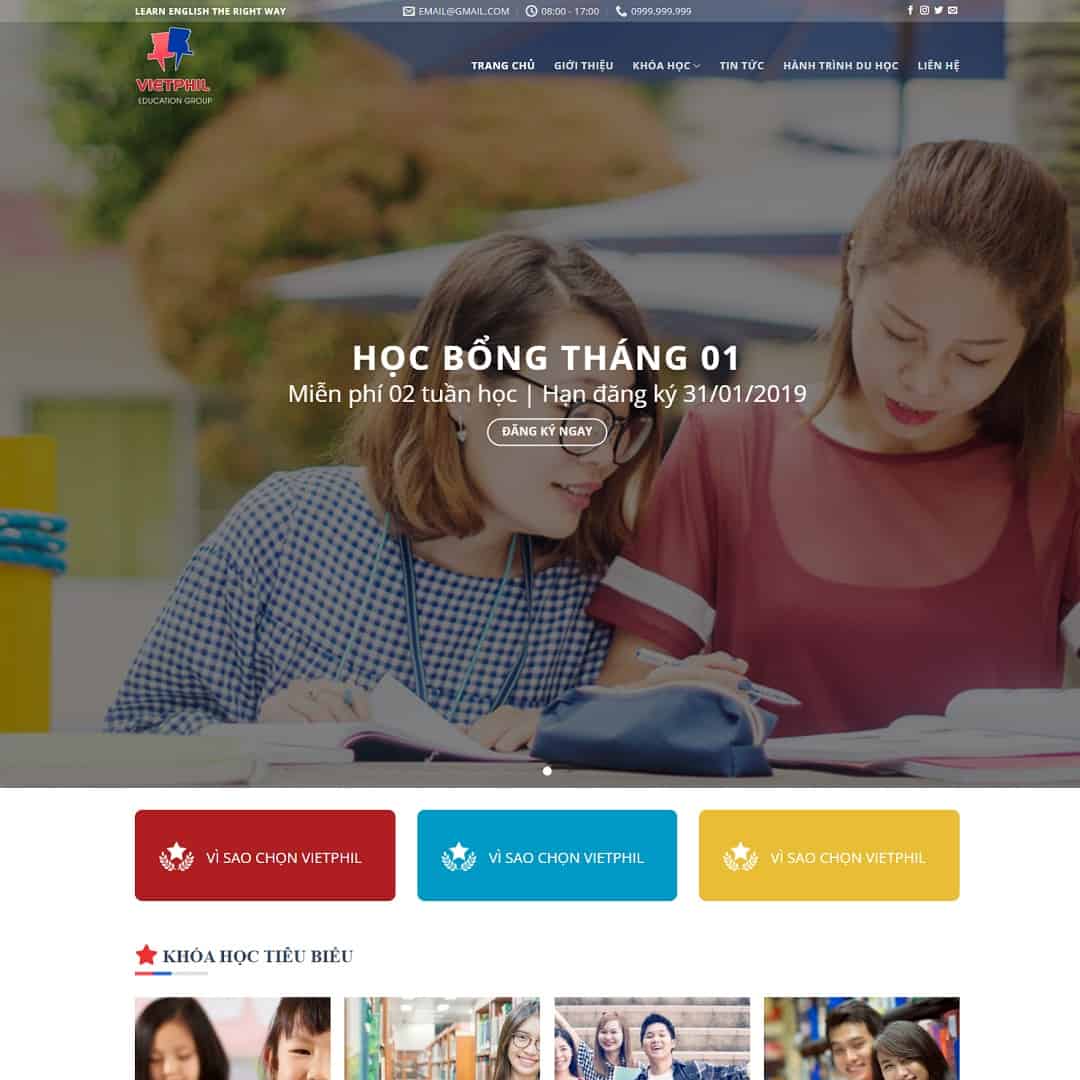 LEARN ENGLISH THE RIGHT WAY
EMAIL@GMAIL.COM
08:00 - 17:00
0999.999.999
VIETPHIL
EDUCATION GROUP
TRANG CHỦ
GIỚI THIỆU
KHÓA HỌC
TIN TỨC
HÀNH TRÌNH DU HỌC
LIÊN HỆ
HỌC BỔNG THÁNG 01
Miễn phí 02 tuần học | Hạn đăng ký 31/01/2019
ĐĂNG KÝ NGAY
VÌ SAO CHỌN VIETPHIL
VÌ SAO CHỌN VIETPHIL
VÌ SAO CHỌN VIETPHIL
KHÓA HỌC TIÊU BIỂU